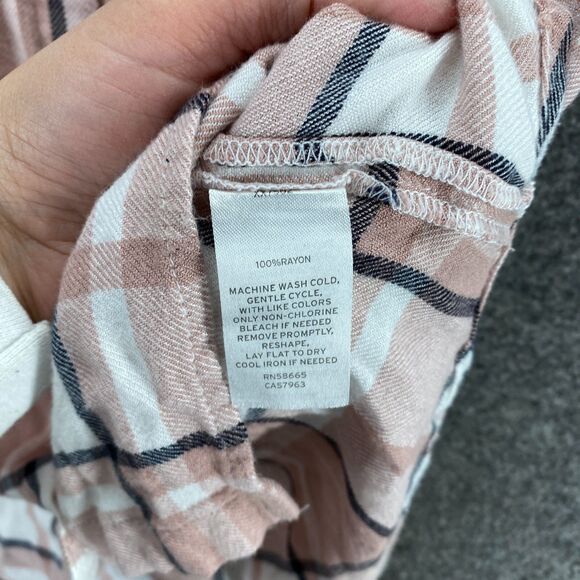 100%RAYON
MACHINE WASH COLD,
GENTLE CYCLE,
WITH LIKE COLORS
ONLY NON-CHLORINE
BLEACH IF NEEDED
REMOVE PROMPTLY,
RESHAPE,
LAY FLAT TO DRY
COOL IRON IF NEEDED
RN58665
CA57963